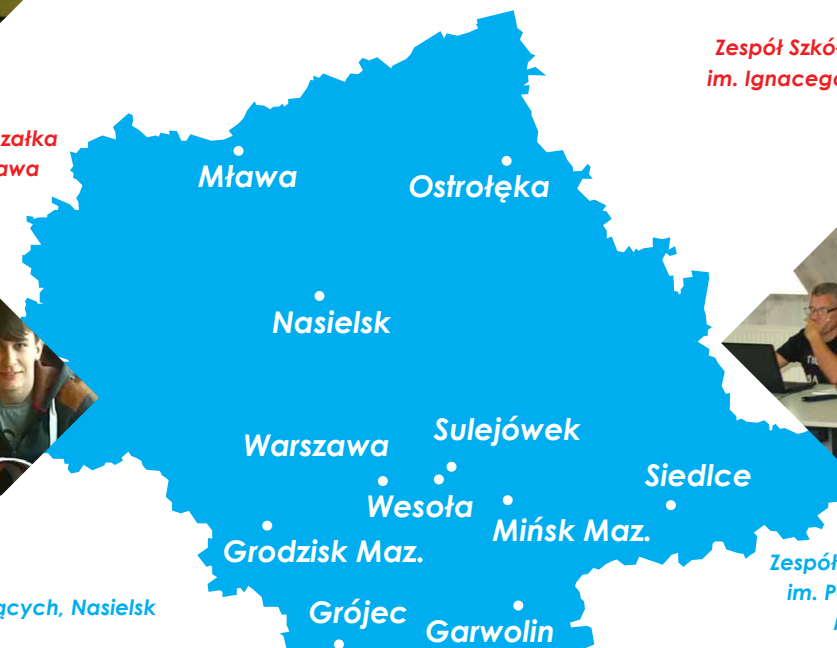 Zespół Szkó
im. Ignaceg
załka
awa
Mława
Ostrołęka
Nasielsk
Sulejówek
Warszawa
Siedlce
Wesoła
Mińsk Maz.
Grodzisk Maz.
Zespół
im. P
ących, Nasielsk
Grójec
Garwolin